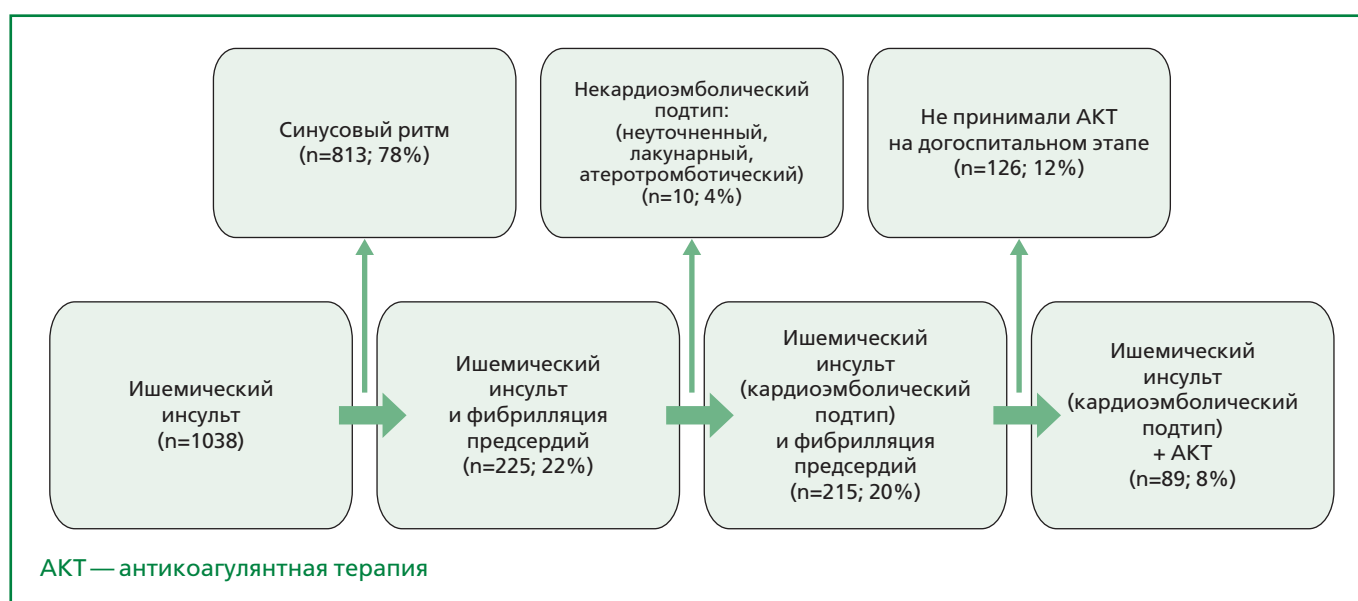 Синусовый ритм
(n=813; 78%)
Некардиоэмболический
подтип:
(неуточненный,
лакунарный,
атеротромботический)
(n=10; 4%)
Не принимали АКТ
на догоспитальном этапе
(n=126; 12%)
Ишемический
инсульт
(n=1038)
Ишемический
инсульт
и фибрилляция
предсердий
(n=225; 22%)
Ишемический
инсульт
(кардиоэмболический
подтип)
и фибрилляция
предсердий
(n=215; 20%)
Ишемический
инсульт
(кардиоэмболический
подтип)
+ АКТ
(n=89; 8%)
АКТ — антикоагулянтная терапия